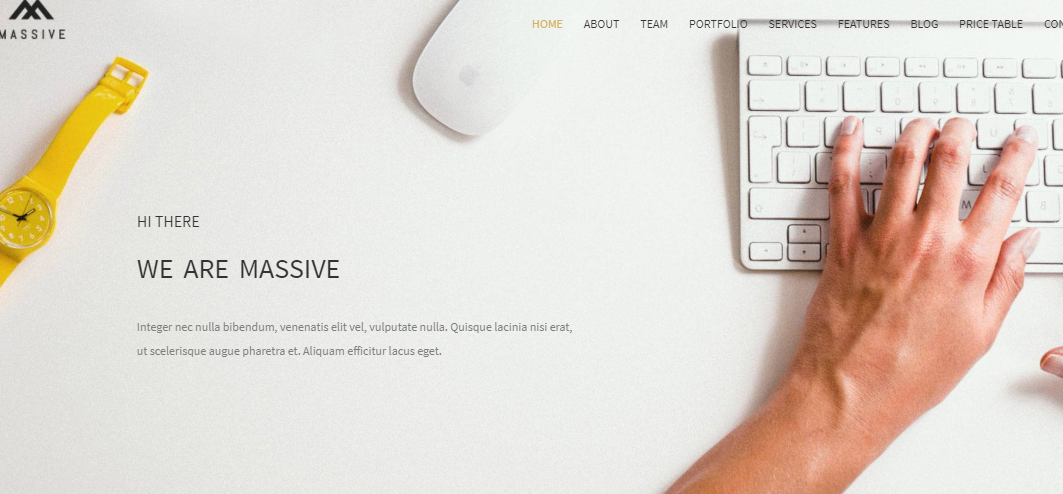 MASSIVE
HOME ABOUT TEAM PORTFOLIO SERVICES FEATURES BLOG PRICE TABLE CON
HI THERE
WE ARE MASSIVE
Integer nec nulla bibendum, venenatis elit vel, vulputate nulla. Quisque lacinia nisi erat,
ut scelerisque augue pharetra et. Aliquam efficitur lacus eget.